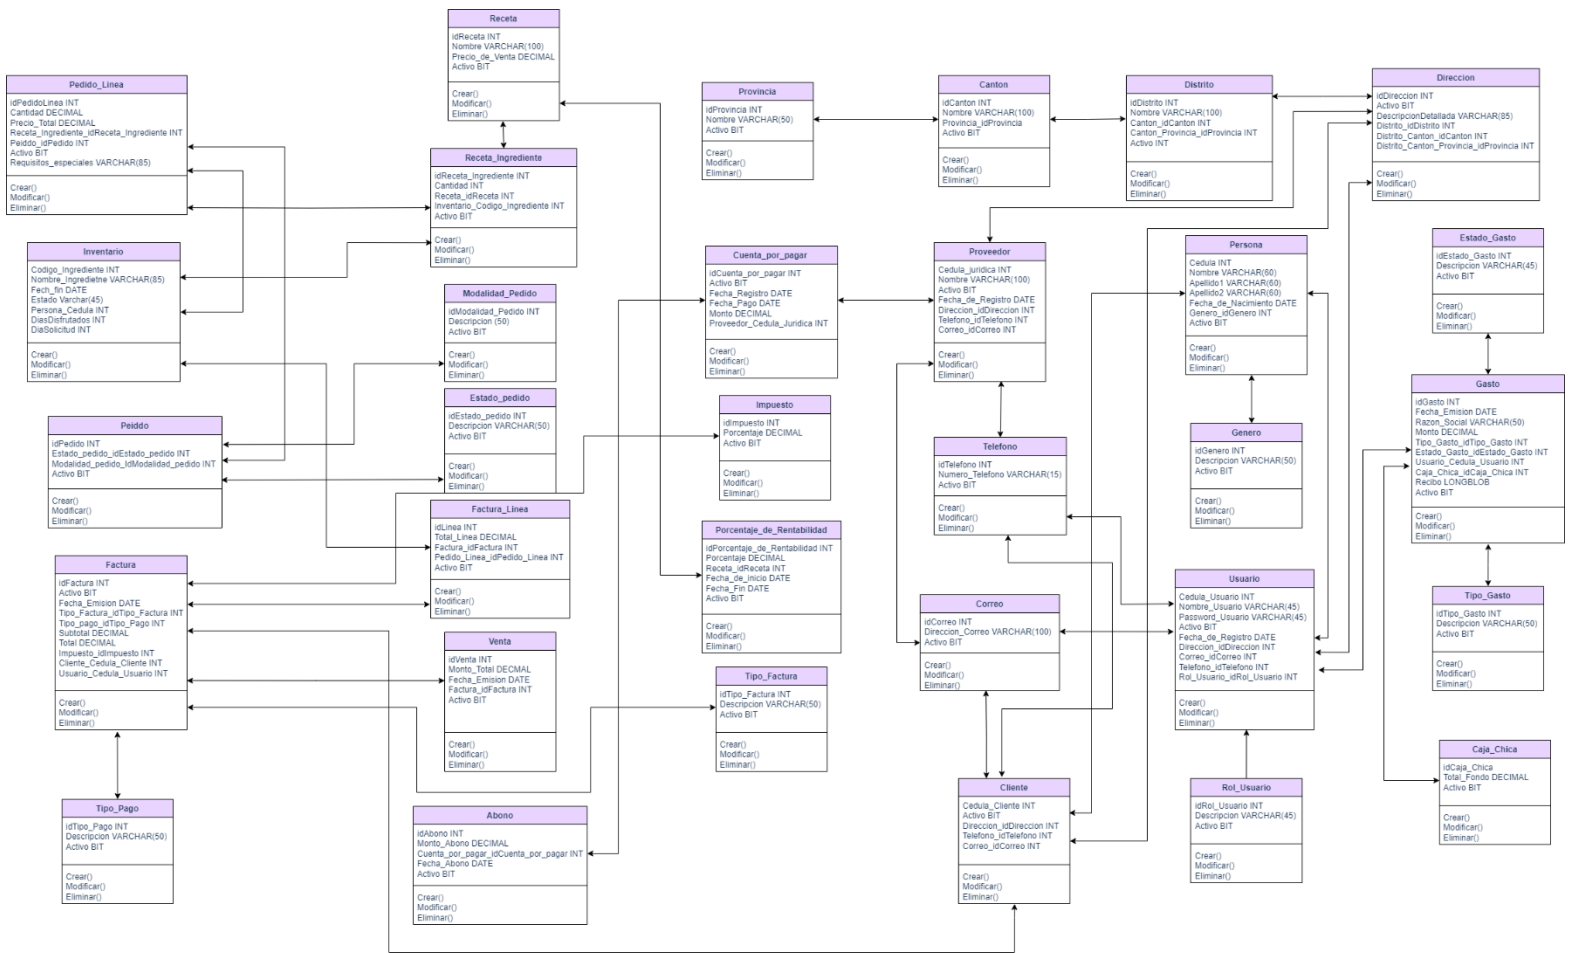 Receta
idReceta INT
Nombre VARCHAR(100)
Precio_de_Venta DECIMAL
Activo BIT
Crear()
Modificar()
Eliminar()
Pedido_Linea
idPedidoLinea INT
Cantidad DECIMAL
Precio_Total DECIMAL
Receta_Ingrediente_idReceta_Ingrediente INT
Peiddo_idPedido INT
Activo BIT
Requisitos_especiales VARCHAR(85)
Crear()
Modificar()
Eliminar()
Provincia
idProvincia INT
Nombre VARCHAR(50)
Activo BIT
Crear()
Modificar()
Eliminar()
Canton
idCanton INT
Nombre VARCHAR(100)
Provincia_idProvincia
Activo BIT
Crear()
Modificar()
Eliminar()
Distrito
idDistrito INT
Nombre VARCHAR(100)
Canton_idCanton INT
Canton_Provincia_idProvincia INT
Activo INT
Crear()
Modificar()
Eliminar()
Direccion
idDireccion INT
Activo BIT
DescripcionDetallada VARCHAR(85)
Distrito_idDistrito INT
Distrito_Canton_idCanton INT
Distrito_Canton_Provincia_idProvincia INT
Crear()
Modificar()
Eliminar()
Receta_Ingrediente
idReceta_Ingrediente INT
Cantidad INT
Receta_idReceta INT
Inventario_Codigo_Ingrediente INT
Activo BIT
Crear()
Modificar()
Eliminar()
Inventario
Codigo_Ingrediente INT
Nombre_Ingredietne VARCHAR(85)
Fech_fin DATE
Estado Varchar(45)
Persona_Cedula INT
DiasDisfrutados INT
DiaSolicitud INT
Crear()
Modificar()
Eliminar()
Modalidad_Pedido
idModalidad_Pedido INT
Descripcion (50)
Activo BIT
Crear()
Modificar()
Eliminar()
Cuenta_por_pagar
idCuenta_por_pagar INT
Activo BIT
Fecha_Registro DATE
Fecha_Pago DATE
Monto DECIMAL
Proveedor_Cedula_Juridica INT
Crear()
Modificar()
Eliminar()
Proveedor
Cedula_juridica INT
Nombre VARCHAR(100)
Activo BIT
Fecha_de_Registro DATE
Direccion_idDireccion INT
Telefono_idTelefono INT
Correo_idCorreo INT
Crear()
Modificar()
Eliminar()
Persona
Cedula INT
Nombre VARCHAR(60)
Apellido1 VARCHAR(60)
Apellido2 VARCHAR(60)
Fecha_de_Nacimiento DATE
Genero_idGenero INT
Activo BIT
Crear()
Modificar()
Eliminar()
Estado_Gasto
idEstado_Gasto INT
Descripcion VARCHAR(45)
Activo BIT
Crear()
Modificar()
Eliminar()
Peiddo
idPedido INT
Estado_pedido_idEstado_pedido INT
Modalidad_pedido_IdModalidad_pedido INT
Activo BIT
Crear()
Modificar()
Eliminar()
Estado_pedido
idEstado_pedido INT
Descripcion VARCHAR(50)
Activo BIT
Crear()
Modificar()
Eliminar()
Impuesto
idImpuesto INT
Porcentaje DECIMAL
Activo BIT
Crear()
Modificar()
Eliminar()
Telefono
idTelefono INT
Numero_Telefono VARCHAR(15)
Activo BIT
Crear()
Modificar()
Eliminar()
Genero
idGenero INT
Descripcion VARCHAR(50)
Activo BIT
Crear()
Modificar()
Eliminar()
Gasto
idGasto INT
Fecha_Emision DATE
Razon_Social VARCHAR(50)
Monto DECIMAL
Tipo_Gasto_idTipo_Gasto INT
Estado_Gasto_idEstado_Gasto INT
Usuario_Cedula_Usuario INT
Caja_Chica_idCaja_Chica INT
Recibo LONGBLOB
Activo BIT
Crear()
Modificar()
Eliminar()
Factura_Linea
idLinea INT
Total_Linea DECIMAL
Factura_idFactura INT
Pedido_Linea_idPedido_Linea INT
Activo BIT
Crear()
Modificar()
Eliminar()
Porcentaje_de_Rentabilidad
idPorcentaje_de_Rentabilidad INT
Porcentaje DECIMAL
Receta_idReceta INT
Fecha_de_inicio DATE
Fecha_Fin DATE
Activo BIT
Crear()
Modificar()
Eliminar()
Factura
idFactura INT
Activo BIT
Fecha_Emision DATE
Tipo_Factura_idTipo_Factura INT
Tipo_pago_idTipo_Pago INT
Subtotal DECIMAL
Total DECIMAL
Impuesto_idImpuesto INT
Cliente_Cedula_Cliente INT
Usuario_Cedula_Usuario INT
Crear()
Modificar()
Eliminar()
Correo
idCorreo INT
Direccion_Correo VARCHAR(100)
Activo BIT
Crear()
Modificar()
Eliminar()
Usuario
Cedula_Usuario INT
Nombre_Usuario VARCHAR(45)
Password_Usuario VARCHAR(45)
Activo BIT
Fecha_de_Registro DATE
Direccion_idDireccion INT
Correo_idCorreo INT
Telefono_idTelefono INT
Rol_Usuario_idRol_Usuario INT
Crear()
Modificar()
Eliminar()
Tipo_Gasto
idTipo_Gasto INT
Descripcion VARCHAR(50)
Activo BIT
Crear()
Modificar()
Eliminar()
Venta
idVenta INT
Monto_Total DECMAL
Fecha_Emision DATE
Factura_idFactura INT
Activo BIT
Crear()
Modificar()
Eliminar()
Tipo_Factura
idTipo_Factura INT
Descripcion VARCHAR(50)
Activo BIT
Crear()
Modificar()
Eliminar()
Tipo_Pago
idTipo_Pago INT
Descripcion VARCHAR(50)
Activo BIT
Crear()
Modificar()
Eliminar()
Abono
idAbono INT
Monto_Abono DECIMAL
Cuenta_por_pagar_idCuenta_por_pagar INT
Fecha_Abono DATE
Activo BIT
Crear()
Modificar()
Eliminar()
Cliente
Cedula_Cliente INT
Activo BIT
Direccion_idDireccion INT
Telefono_idTelefono INT
Correo_idCorreo INT
Crear()
Modificar()
Eliminar()
Rol_Usuario
idRol_Usuario INT
Descripcion VARCHAR(45)
Activo BIT
Crear()
Modificar()
Eliminar()
Caja_Chica
idCaja_Chica
Total_Fondo DECIMAL
Activo BIT
Crear()
Modificar()
Eliminar()